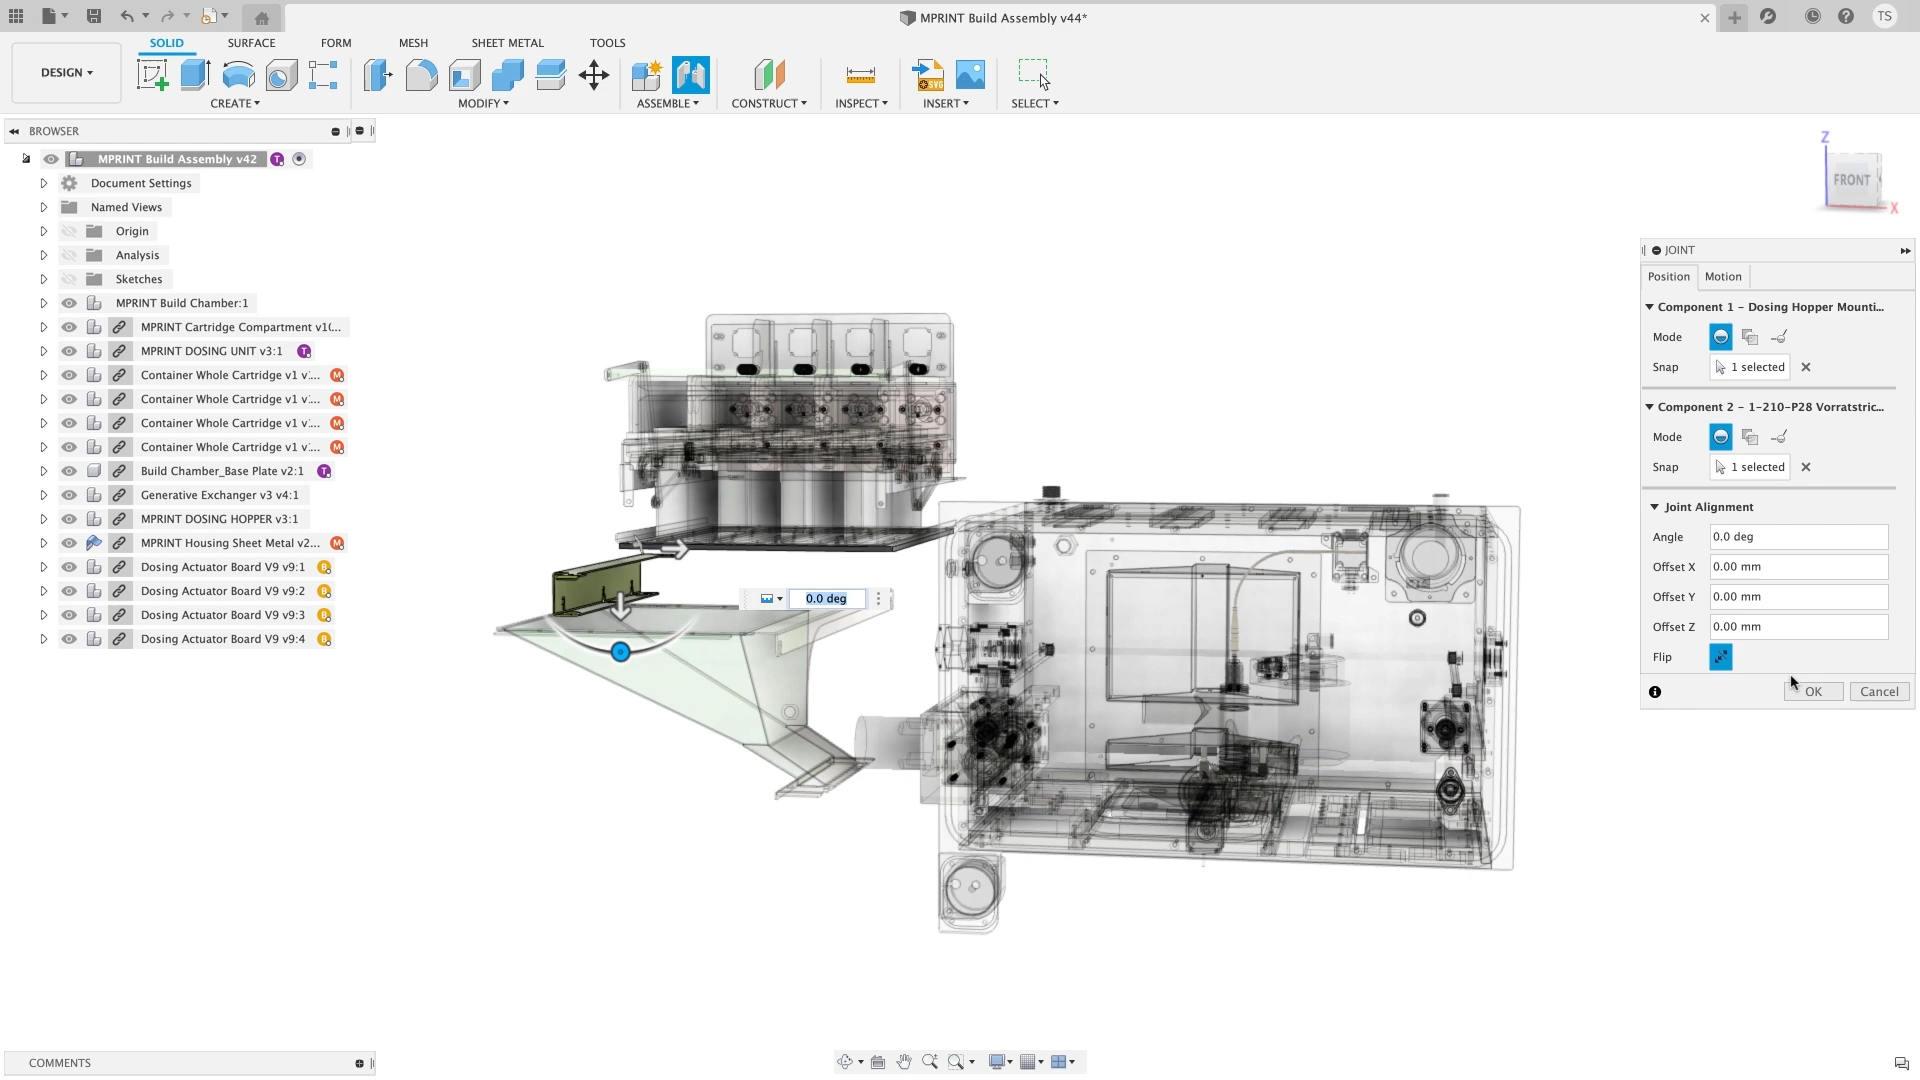 MPRINT Build Assembly v44*
TS
SOLID SURFACE FORM MESH SHEET METAL TOOLS
DESIGN
CREATE MODIFY ASSEMBLE CONSTRUCT INSPECT INSERT SELECT
SVG
BROWSER
MPRINT Build Assembly v42 T
Document Settings
Named Views
Origin
Analysis
Sketches
MPRINT Build Chamber:1
MPRINT Cartridge Compartment v1(...
MPRINT DOSING UNIT v3:1 T
Container Whole Cartridge v1 v:... M
Container Whole Cartridge v1 v:... M
Container Whole Cartridge v1 v:... M
Container Whole Cartridge v1 v:... M
Build Chamber_Base Plate v2:1 T
Generative Exchanger v3 v4:1
MPRINT DOSING HOPPER v3:1
MPRINT Housing Sheet Metal v2... M
Dosing Actuator Board V9 v9:1 B
Dosing Actuator Board V9 v9:2 B
Dosing Actuator Board V9 v9:3 B
Dosing Actuator Board V9 v9:4 B
Z
FRONT
X
0.0 deg
JOINT
Position Motion
Component 1 - Dosing Hopper Mounti...
Mode
Snap 1 selected
Component 2 - 1-210-P28 Vorratstric...
Mode
Snap 1 selected
Joint Alignment
Angle 0.0 deg
Offset X 0.00 mm
Offset Y 0.00 mm
Offset Z 0.00 mm
Flip
OK Cancel
COMMENTS